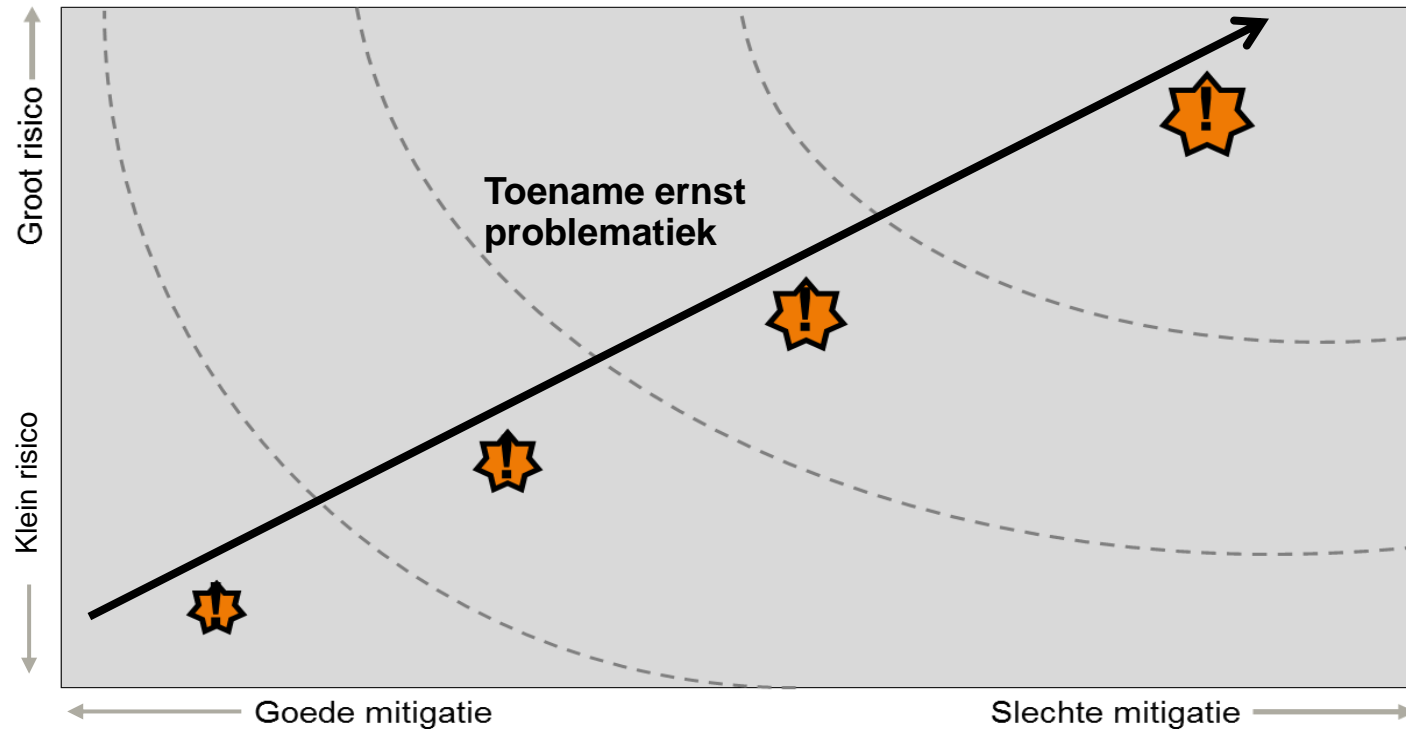 Groot risico
Toename ernst
problematiek
Klein risico
Goede mitigatie
Slechte mitigatie
!
!
!
!